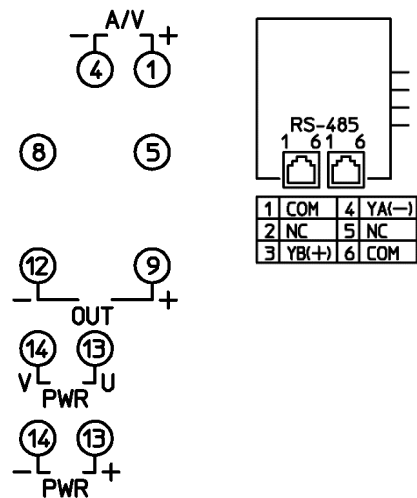 A/V
- +
4 1
8 5
12 9
- +
OUT
14 13
V U
PWR
14 13
- +
PWR
RS-485
1 6 1 6
1 COM 4 YA(-)
2 NC 5 NC
3 YB(+) 6 COM